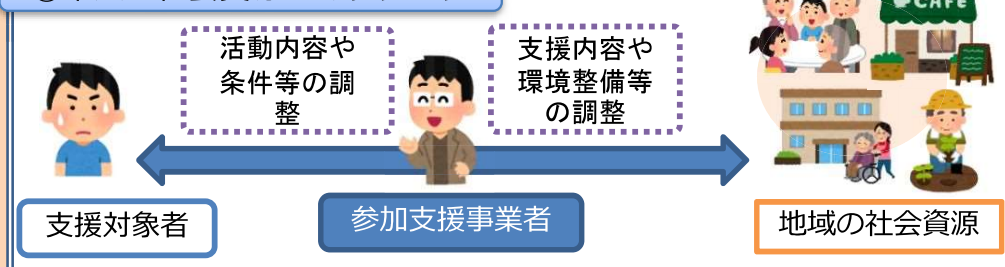 CAFE
活動内容や
条件等の調
整
支援内容や
環境整備等
の調整
支援対象者
参加支援事業者
地域の社会資源